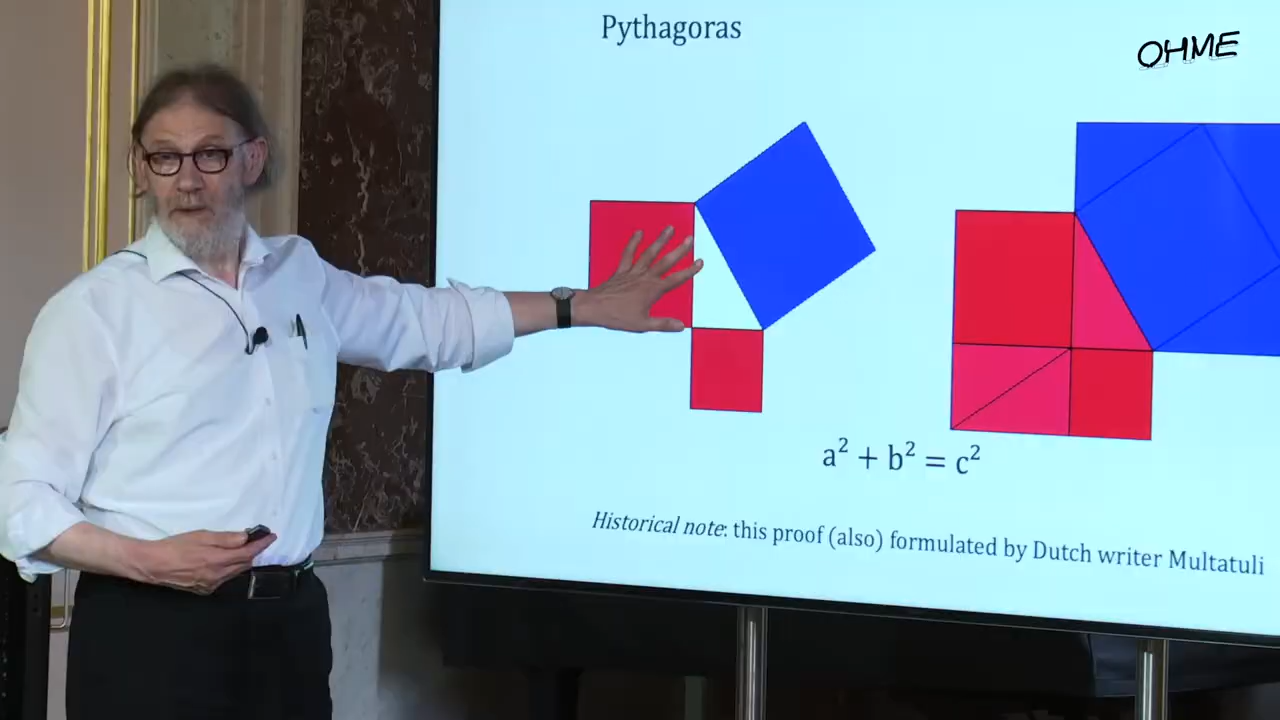 Pythagoras
OHME
a² + b² = c²
Historical note: this proof (also) formulated by Dutch writer Multatuli